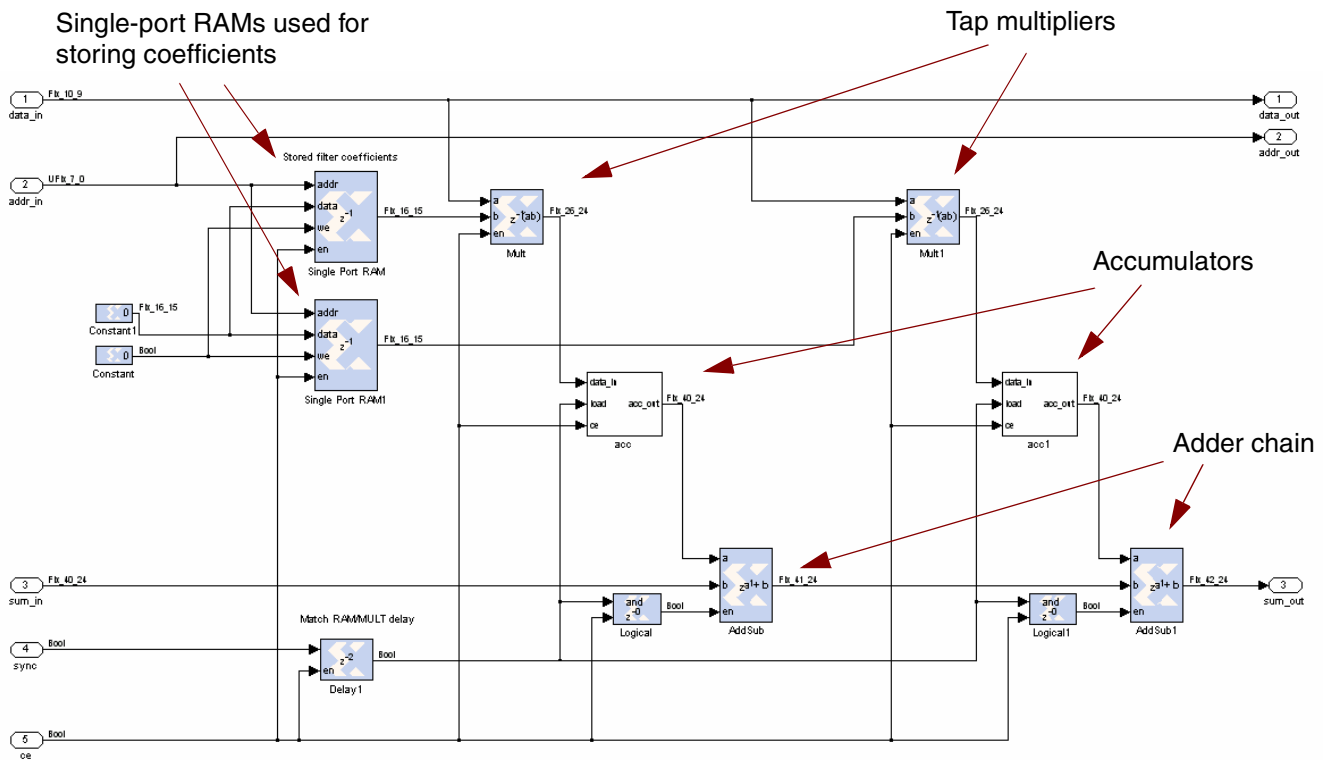 Single-port RAMs used for
storing coefficients
Tap multipliers
1
Fix_10_9
data_in
1
data_out
2
addr_out
Stored filter coefficients
2
UFix_7_0
addr_in
addr
data
we
en
z-1
Fix_16_15
Single Port RAM
a
b
en
z-1(ab)
Fix_26_24
Mult
a
b
en
z-1(ab)
Fix_26_24
Mult1
Accumulators
0
Fix_16_15
Constant1
0
Bool
Constant
addr
data
we
en
z-1
Fix_16_15
Single Port RAM1
data_in
load
ce
acc_out
Fix_40_24
acc
data_in
load
ce
acc_out
Fix_40_24
acc1
Adder chain
3
Fix_40_24
sum_in
a
b
en
za1+ b
Fix_41_24
AddSub
a
b
en
za1+ b
Fix_42_24
AddSub1
3
sum_out
and
z-0
Bool
Logical
and
z-0
Bool
Logical1
Match RAM/MULT delay
4
Bool
sync
en
z-2
Bool
Delay1
5
Bool
ce